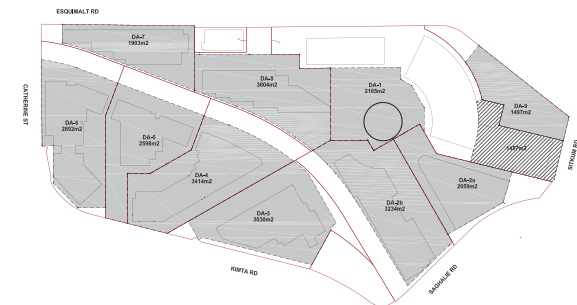 ESQUIMALT RD
DA-7
1903m2
DA-8
3004m2
DA-1
2165m2
CATHERINE ST
DA-9
1497m2
DA-6
2892m2
DA-5
2598m2
1457m2
SITKUM RD
DA-4
3414m2
DA-2a
2059m2
DA-3
3030m2
DA-2b
3234m2
KIMTA RD
SAGHALIE RD